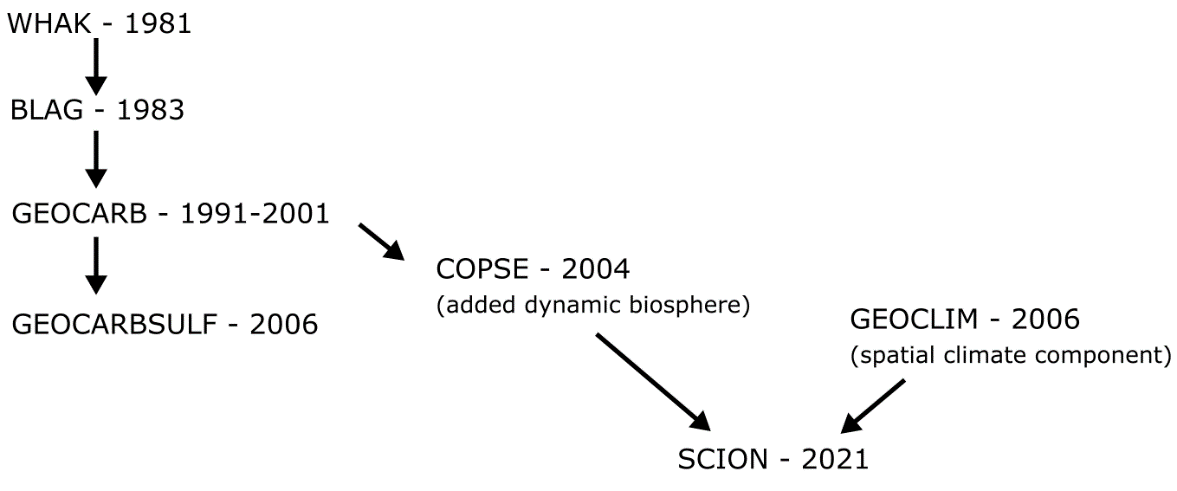 WHAK - 1981
BLAG - 1983
GEOCARB - 1991-2001
COPSE - 2004
(added dynamic biosphere)
GEOCARBSULF - 2006
GEOCLIM - 2006
(spatial climate component)
SCION - 2021